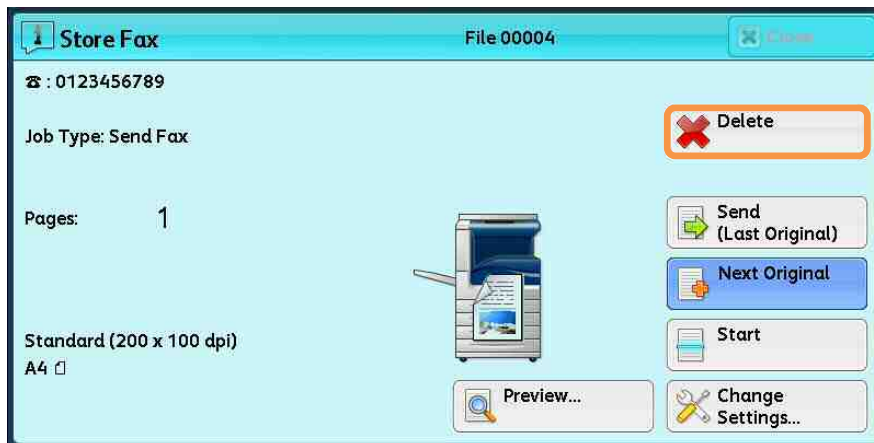 Store Fax
File 00004
Close
☎ : 0123456789
Delete
Job Type: Send Fax
Pages: 1
Send
(Last Original)
Next Original
Standard (200 x 100 dpi)
Start
A4
Preview...
Change
Settings...